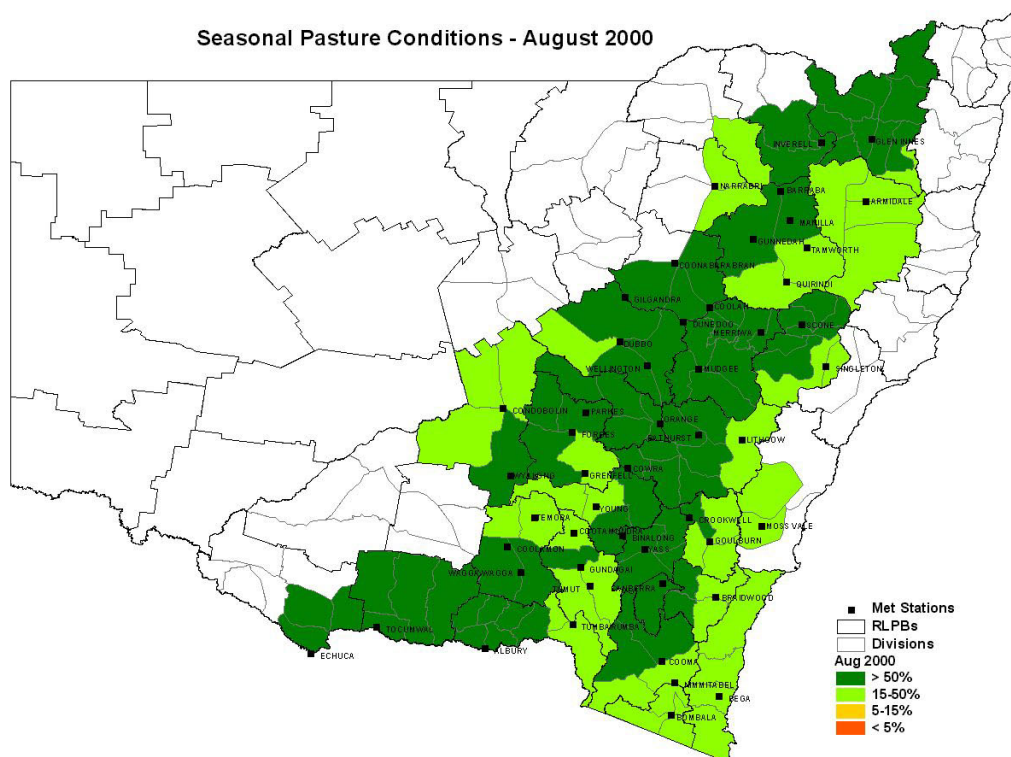 Seasonal Pasture Conditions - August 2000
INVERELL
GLEN INNES
NARRABRI
BARRABA
ARMIDALE
MANILLA
GUNNEDAH
TAMWORTH
COONABARABRAN
QUIRINDI
GILGANDRA
COOLAH
DUNEDOO
MERRIWA
SCONE
DUBBO
WELLINGTON
MUDGEE
SINGLETON
CONDOBOLIN
PARKES
ORANGE
FORBES
BATHURST
LITHGOW
COWRA
WYALONG
GRENFELL
YOUNG
TEMORA
CROOKWELL
MOSS VALE
COOTAMUNDRA
BINALONG
GOULBURN
COOLAMON
YASS
GUNDAGAI
WAGGA WAGGA
TUMUT
CANBERRA
BRAIDWOOD
TUMBARUMBA
TOCUMWAL
ALBURY
ECHUCA
COOMA
NIMMITABEL
BEGA
BOMBALA
Met Stations
RLPBs
Divisions
Aug 2000
> 50%
15-50%
5-15%
< 5%